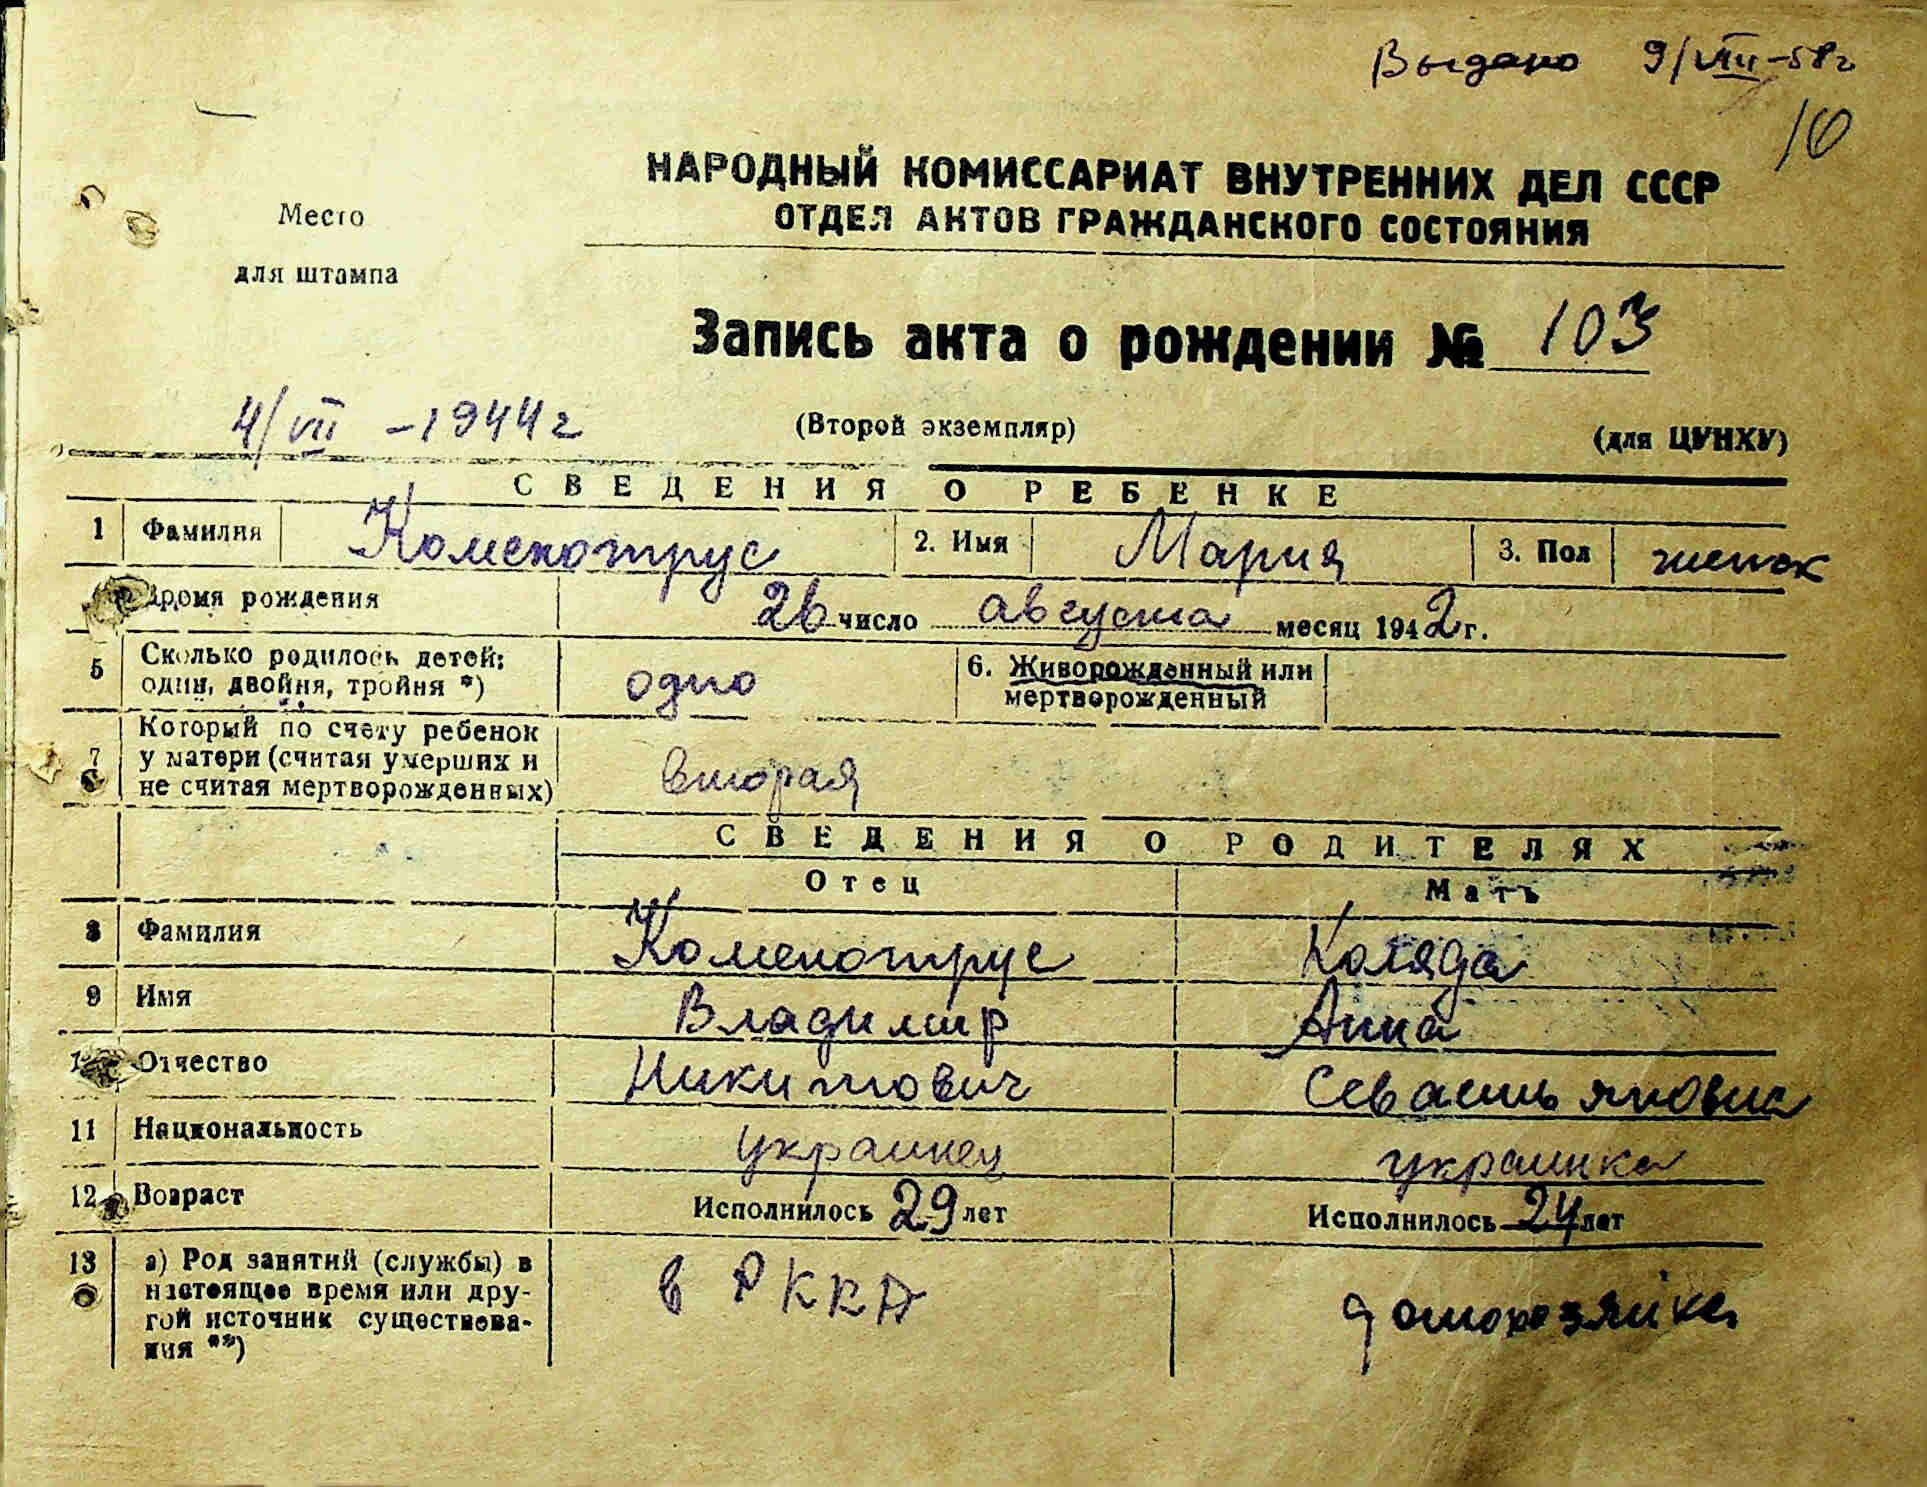 Выдано 9/VIII-58г
10
НАРОДНЫЙ КОМИССАРИАТ ВНУТРЕННИХ ДЕЛ СССР
ОТДЕЛ АКТОВ ГРАЖДАНСКОГО СОСТОЯНИЯ
Место
для штампа
Запись акта о рождении № 103
4/VII -1944г
(Второй экземпляр)
(для ЦУНХУ)
СВЕДЕНИЯ О РЕБЕНКЕ
1 Фамилия Коменотрус 2. Имя Мария 3. Пол женск
Время рождения 26 число августа месяц 1942 г.
5 Сколько родилось детей: один, двойня, тройня *) одно 6. Живорожденный или мертворожденный
7 Который по счету ребенок у матери (считая умерших и не считая мертворожденных) вторая
СВЕДЕНИЯ О РОДИТЕЛЯХ
Отец Мать
8 Фамилия Коменотрус Коляда
9 Имя Владимир Анна
Отчество Никитович Севастьяновна
11 Национальность украинец украинка
12 Возраст Исполнилось 29 лет Исполнилось 24 лет
13 а) Род занятий (службы) в настоящее время или другой источник существования **) в РККА домохозяйка